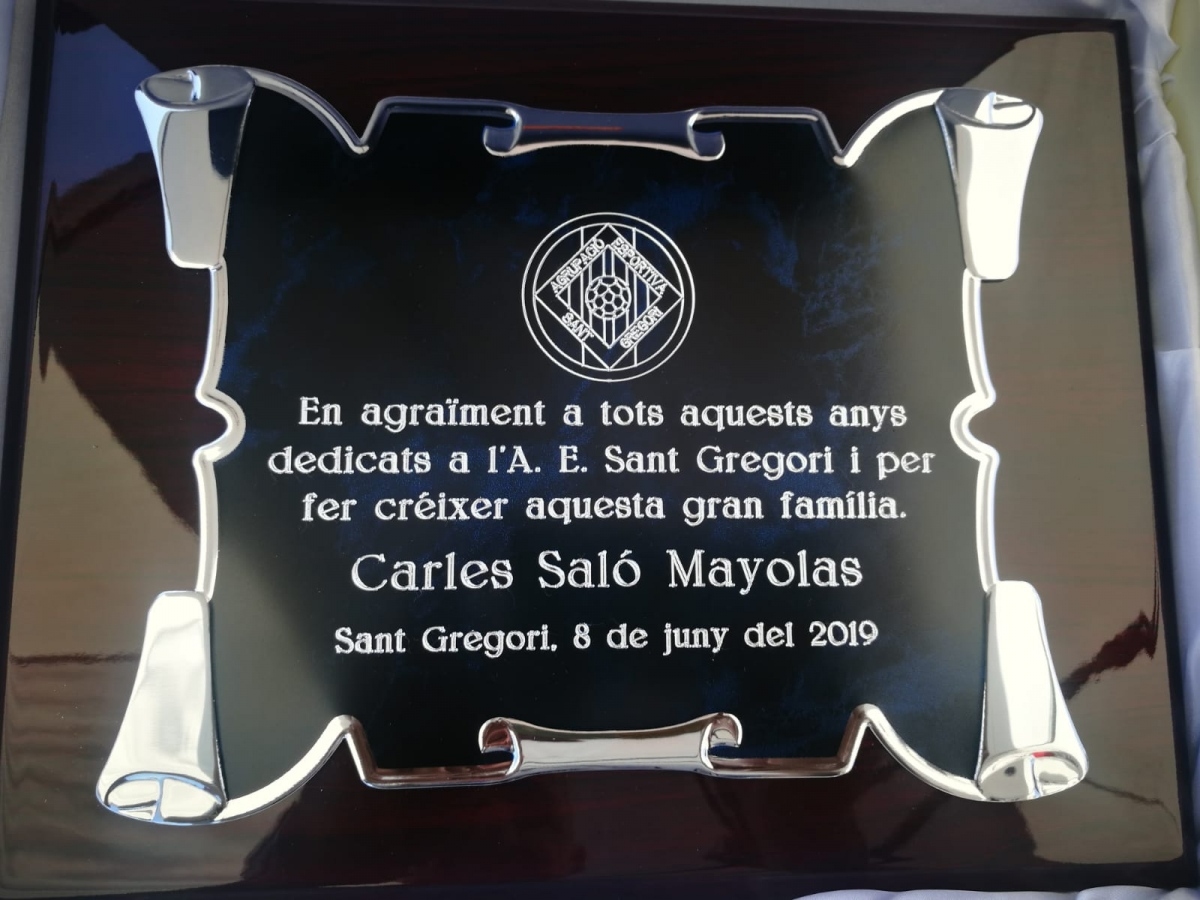 AGRUPACIÓ ESPORTIVA
SANT GREGORI
En agraïment a tots aquests anys
dedicats a l'A. E. Sant Gregori i per
fer créixer aquesta gran família.
Carles Saló Mayolas
Sant Gregori, 8 de juny del 2019